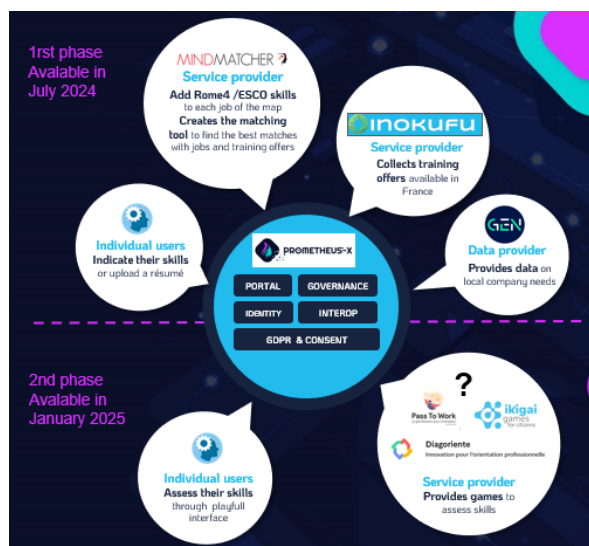 1rst phase
Available in
July 2024
MINDMATCHER
Service provider
Add Rome4 /ESCO skills
to each job of the map
Creates the matching
tool to find the best matches
with jobs and training offers
INOKUFU
Service provider
Collects training
offers available in
France
Individual users
Indicate their skills
or upload a résumé
GEN
Data provider
Provides data on
local company needs
PROMETHEUS-X
PORTAL
GOVERNANCE
IDENTITY
INTEROP
GDPR & CONSENT
2nd phase
Available in
January 2025
Individual users
Assess their skills
through playfull
interface
?
Pass To Work
ikigai
games
for citizens
Diagoriente
Innovation pour l'orientation professionnelle
Service provider
Provides games to
assess skills